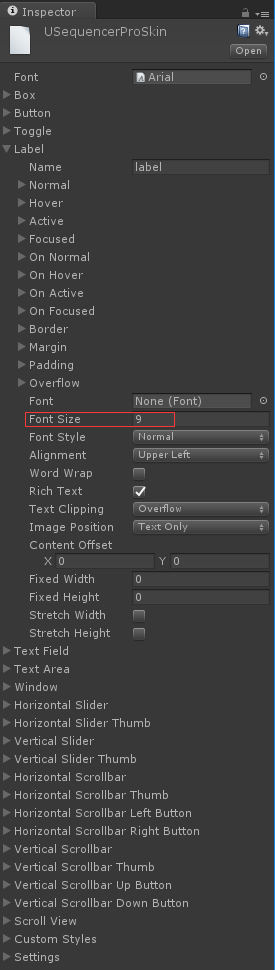 Inspector
USequencerProSkin
Open
Font Arial
Box
Button
Toggle
Label
Name label
Normal
Hover
Active
Focused
On Normal
On Hover
On Active
On Focused
Border
Margin
Padding
Overflow
Font None (Font)
Font Size 9
Font Style Normal
Alignment Upper Left
Word Wrap
Rich Text
Text Clipping Overflow
Image Position Text Only
Content Offset
X 0 Y 0
Fixed Width 0
Fixed Height 0
Stretch Width
Stretch Height
Text Field
Text Area
Window
Horizontal Slider
Horizontal Slider Thumb
Vertical Slider
Vertical Slider Thumb
Horizontal Scrollbar
Horizontal Scrollbar Thumb
Horizontal Scrollbar Left Button
Horizontal Scrollbar Right Button
Vertical Scrollbar
Vertical Scrollbar Thumb
Vertical Scrollbar Up Button
Vertical Scrollbar Down Button
Scroll View
Custom Styles
Settings